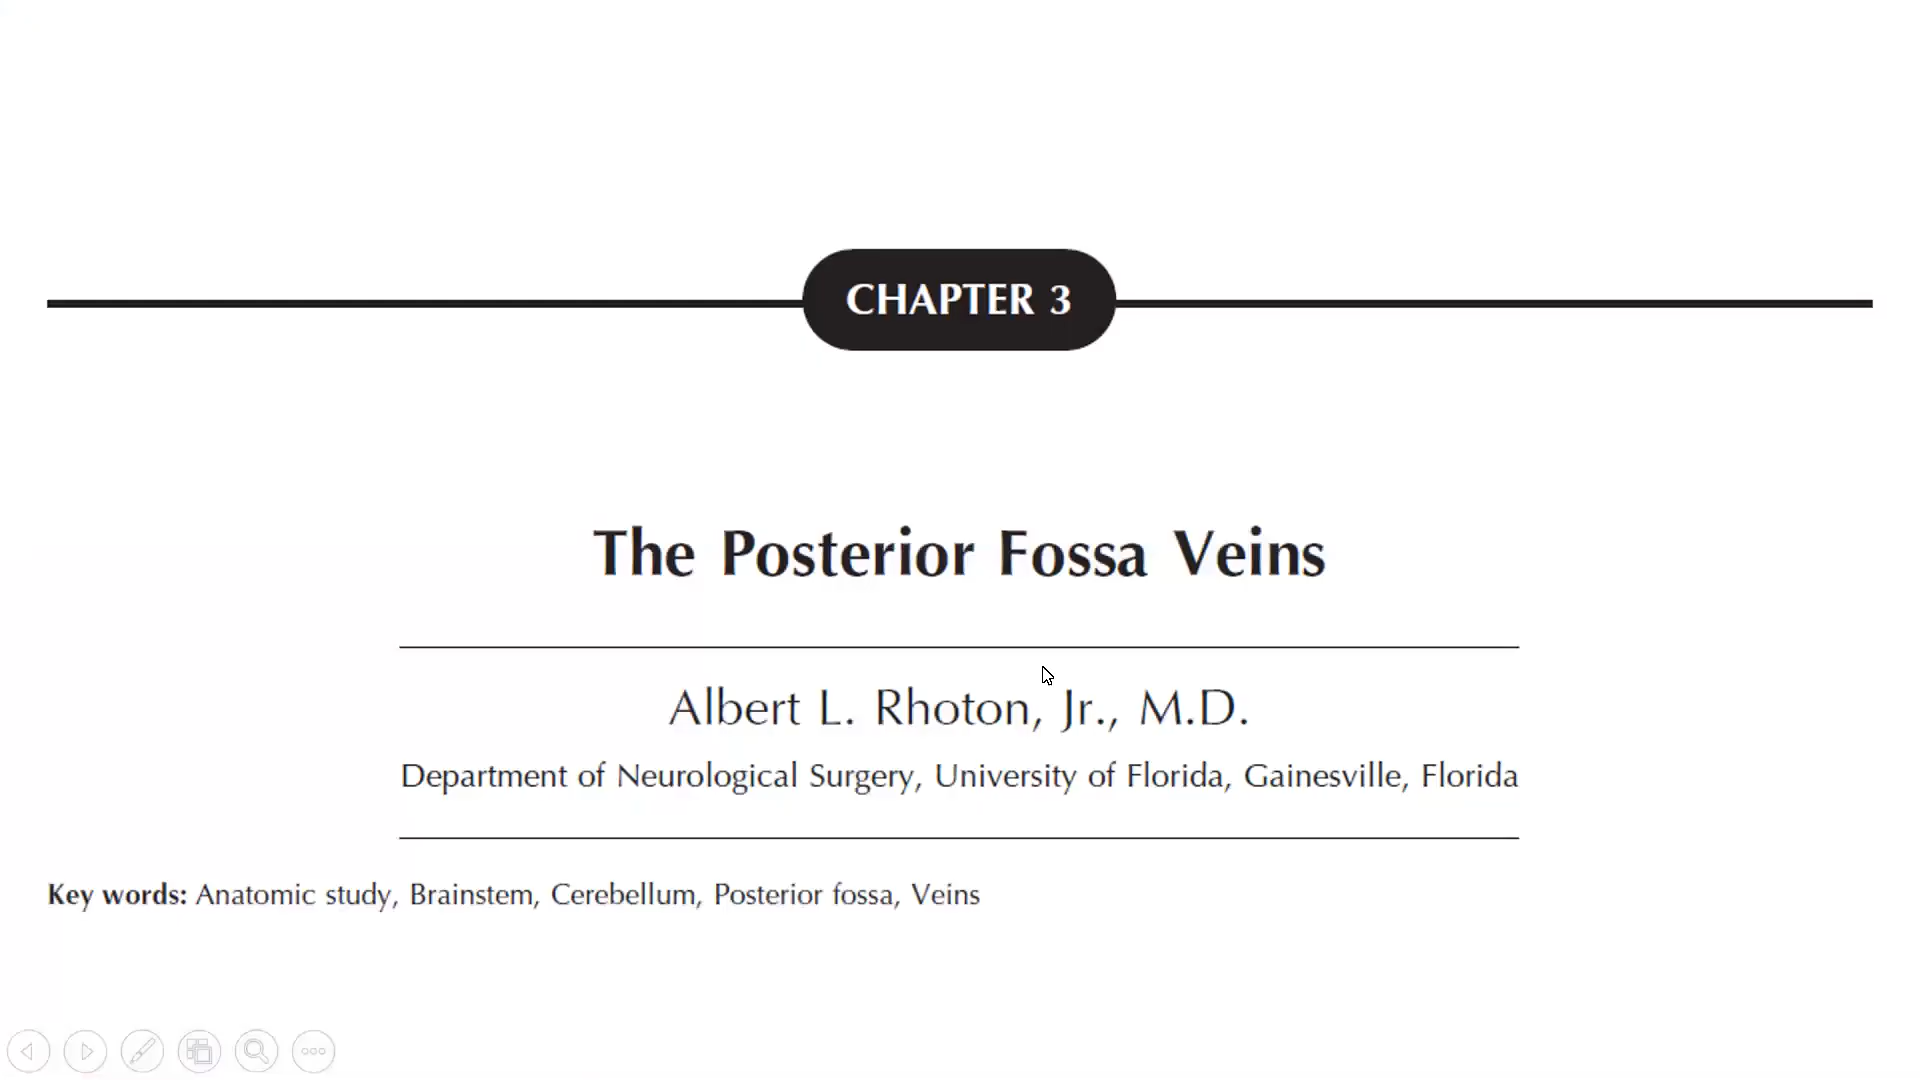 CHAPTER 3
The Posterior Fossa Veins
Albert L. Rhoton, Jr., M.D.
Department of Neurological Surgery, University of Florida, Gainesville, Florida
Key words: Anatomic study, Brainstem, Cerebellum, Posterior fossa, Veins